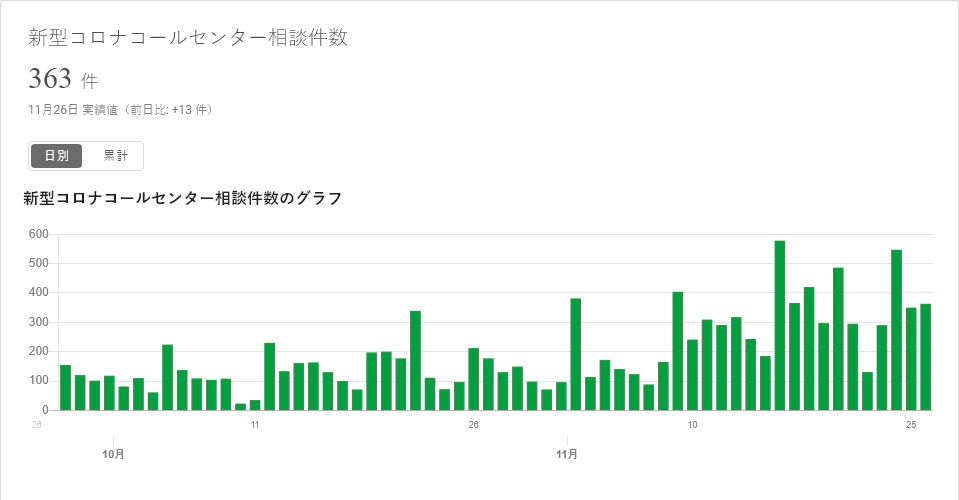 新型コロナコールセンター相談件数
363 件
11月26日 実績値（前日比: +13 件）
日別 累計
新型コロナコールセンター相談件数のグラフ
600
500
400
300
200
100
0
26 11 26 10 25
10月 11月